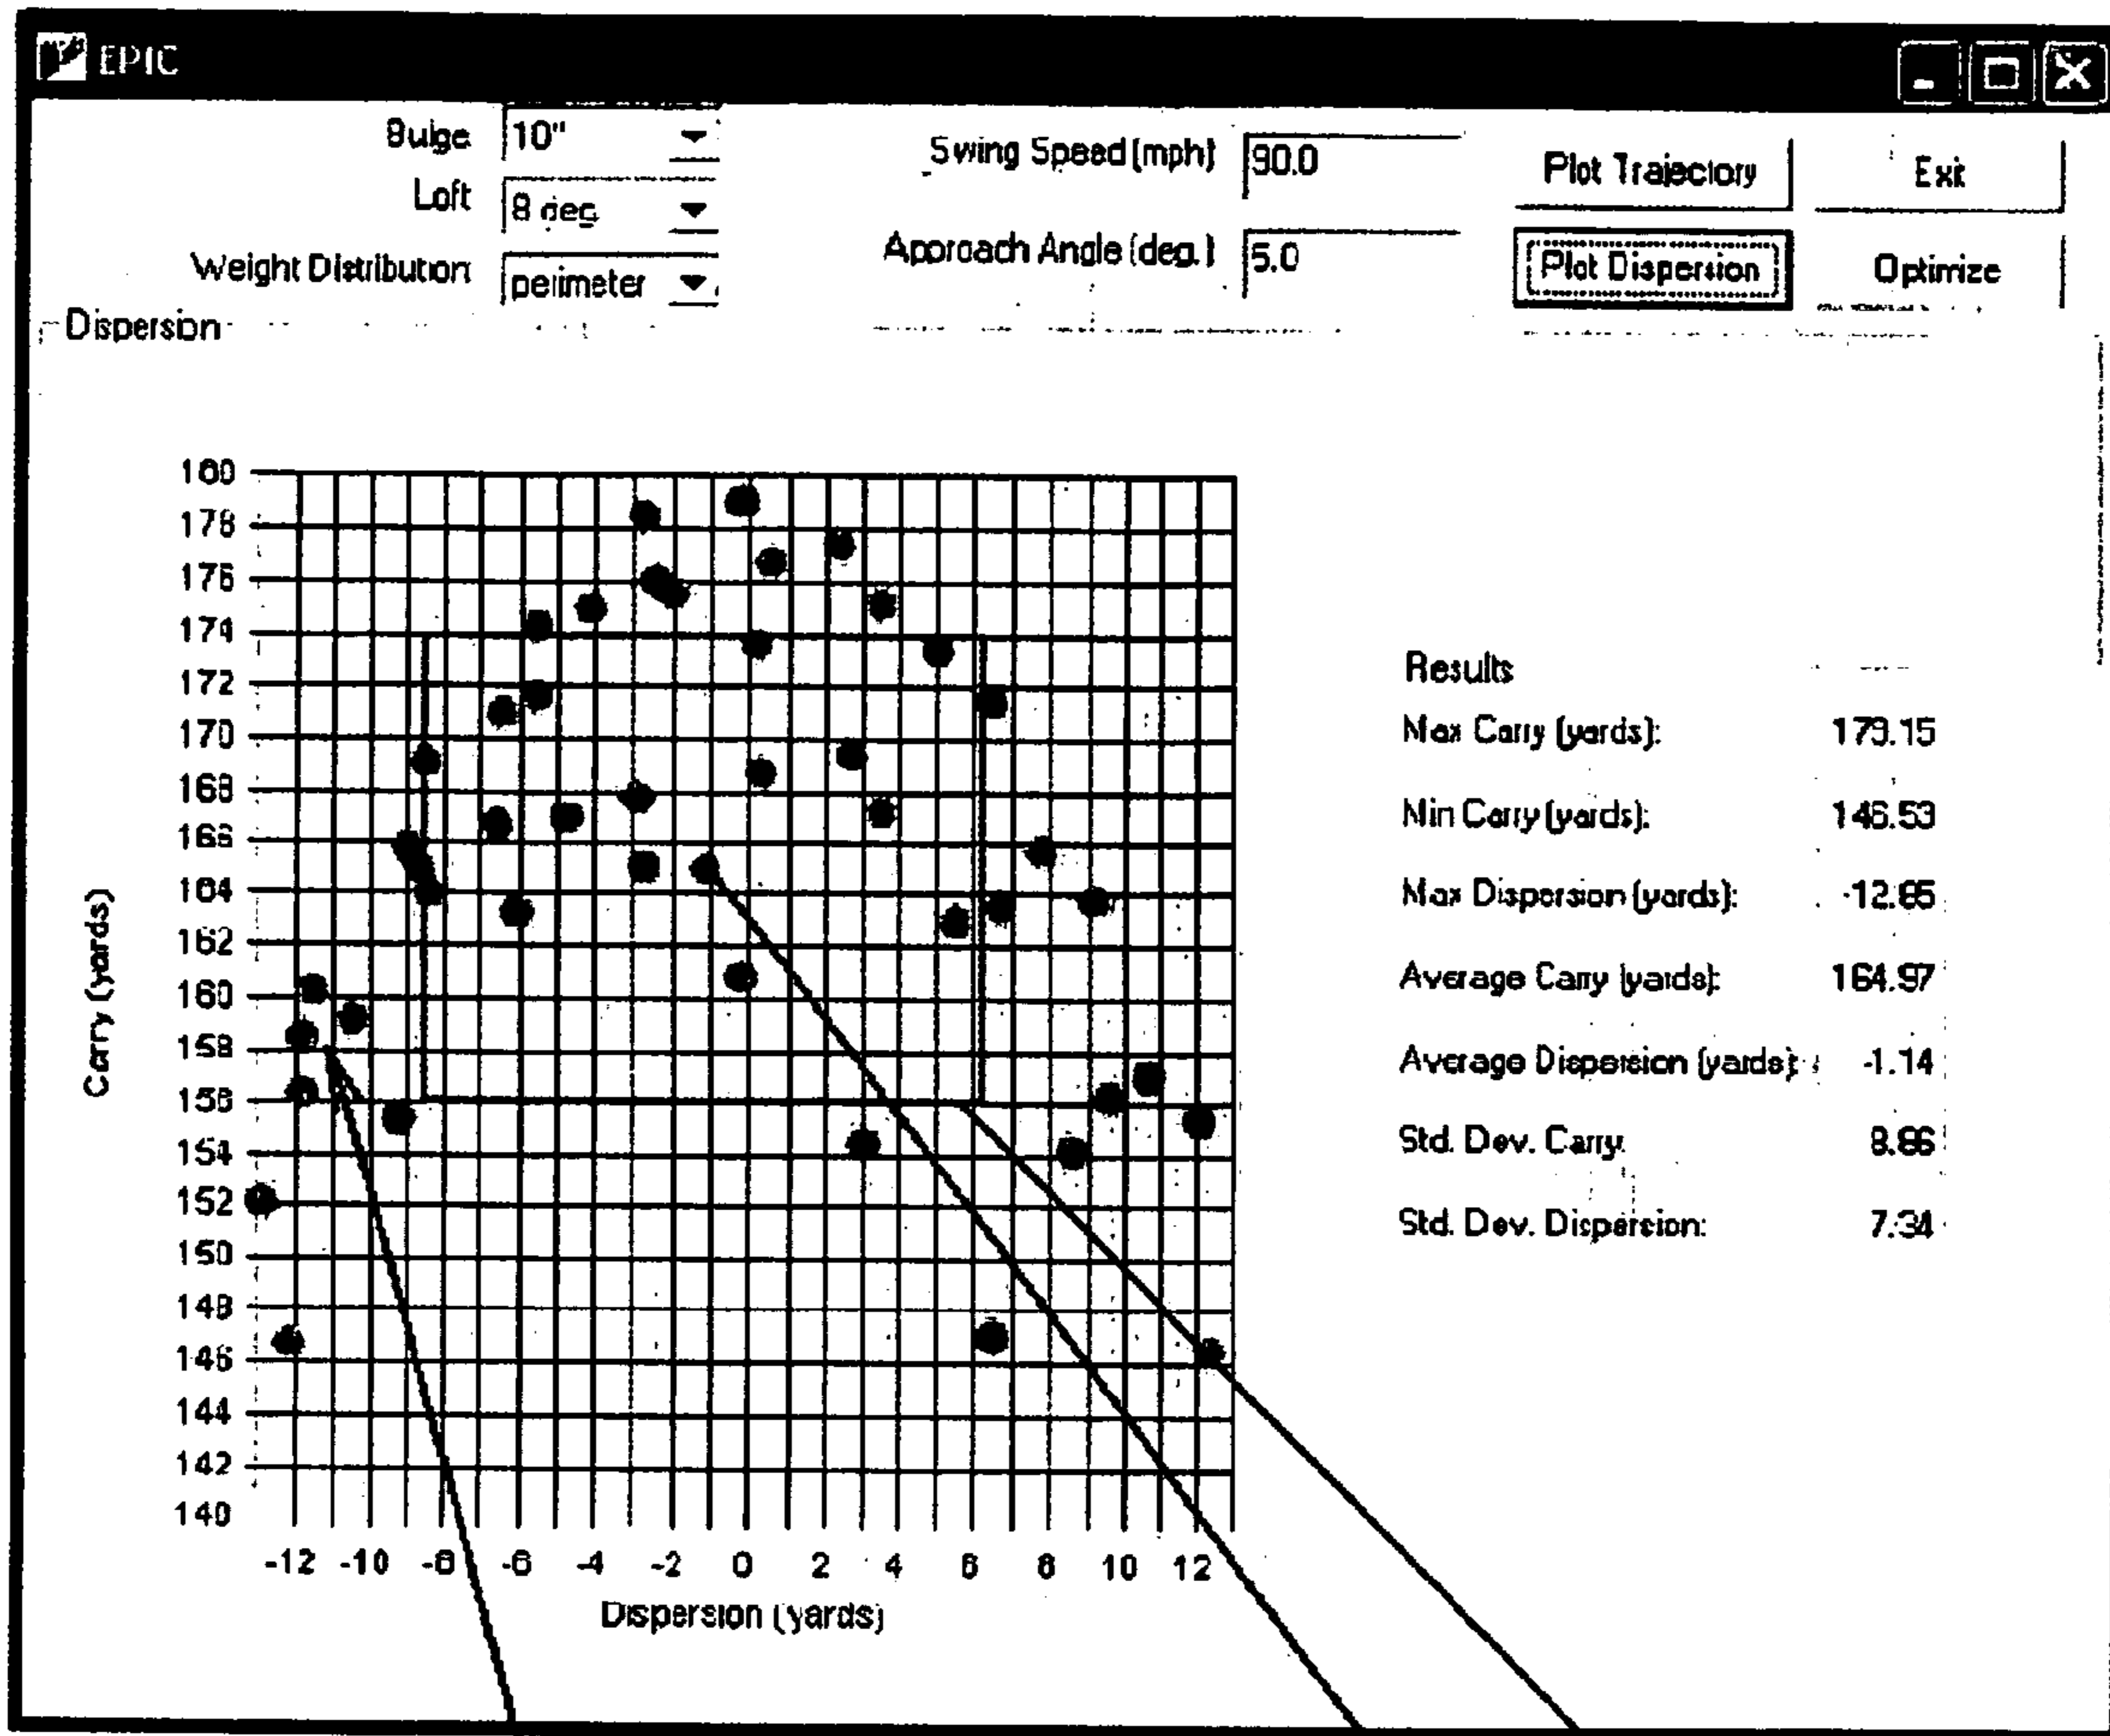 EPIC
Bulge 10"
Loft 8 deg
Weight Distribution perimeter
Swing Speed (mph) 90.0
Approach Angle (deg.) 5.0
Plot Trajectory
Exit
Plot Dispersion
Optimize
Dispersion
180
178
176
174
172
170
168
166
164
162
160
158
156
154
152
150
148
146
144
142
140
Carry (yards)
-12 -10 -8 -6 -4 -2 0 2 4 6 8 10 12
Dispersion (yards)
Results
Max Carry (yards): 179.15
Min Carry (yards): 146.53
Max Dispersion (yards): -12.85
Average Carry (yards): 164.97
Average Dispersion (yards): -1.14
Std. Dev. Carry: 8.86
Std. Dev. Dispersion: 7.34